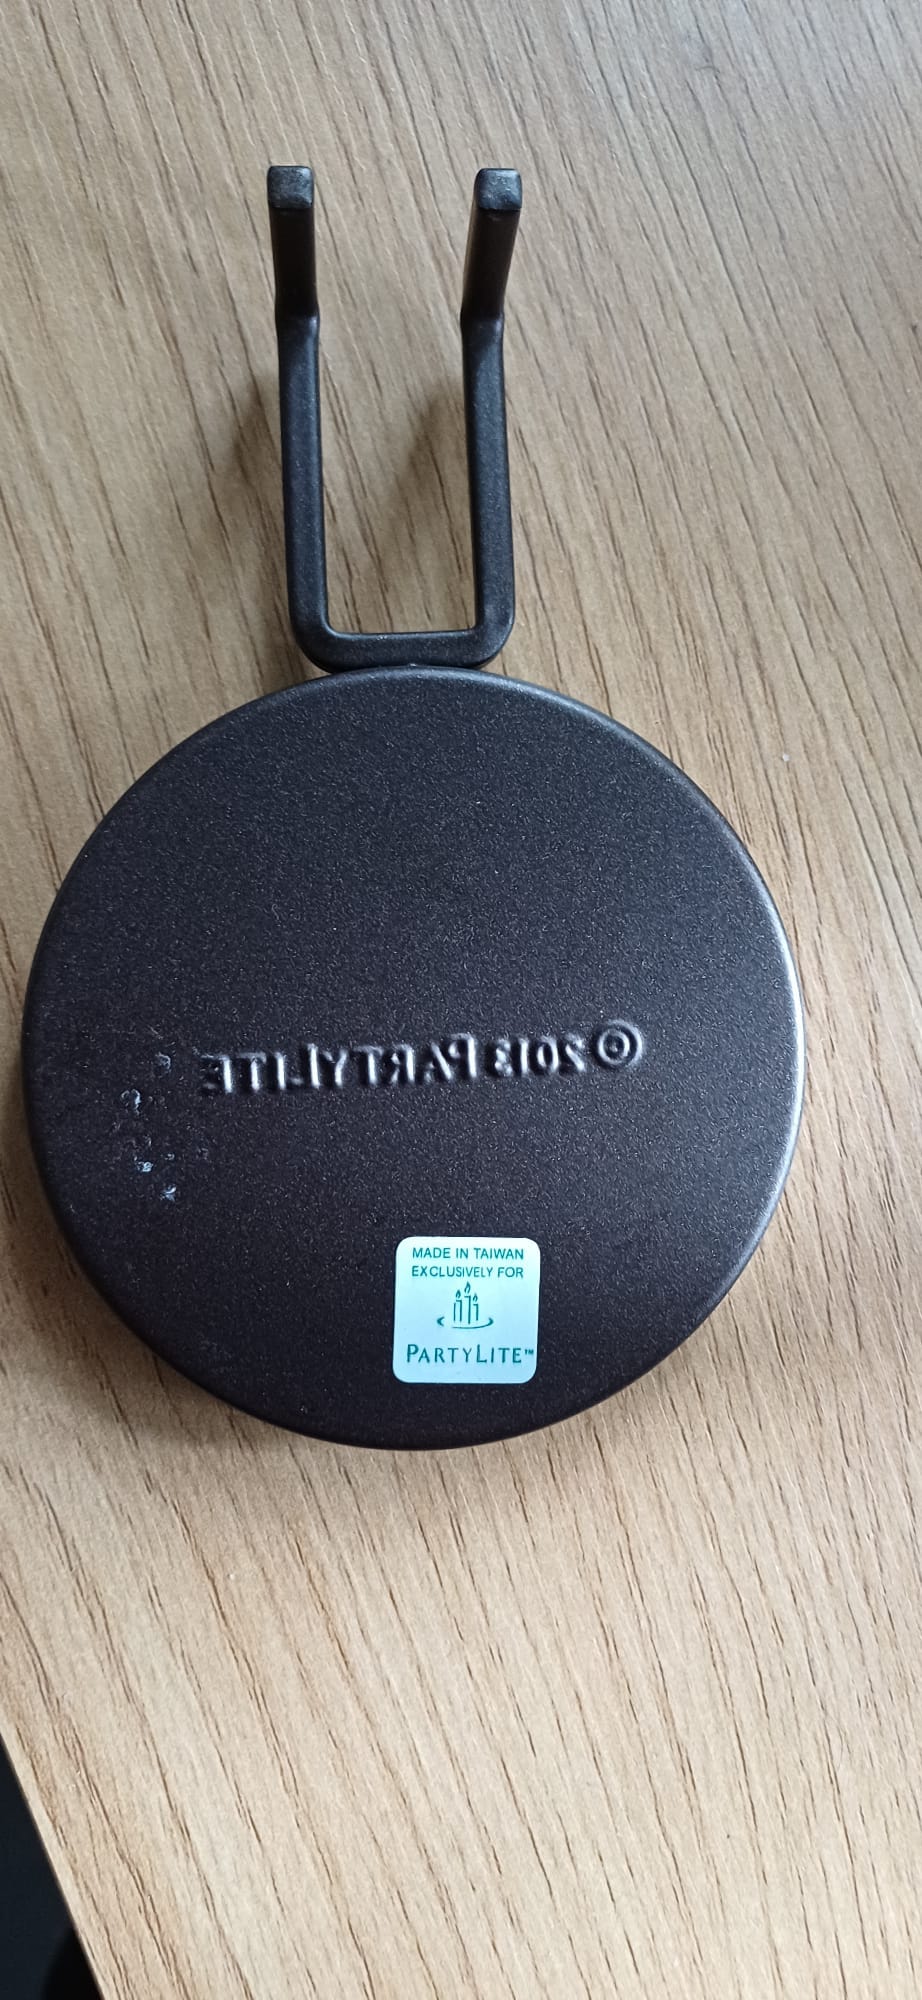 © 2013 PARTYLITE
MADE IN TAIWAN
EXCLUSIVELY FOR
PARTYLITE™